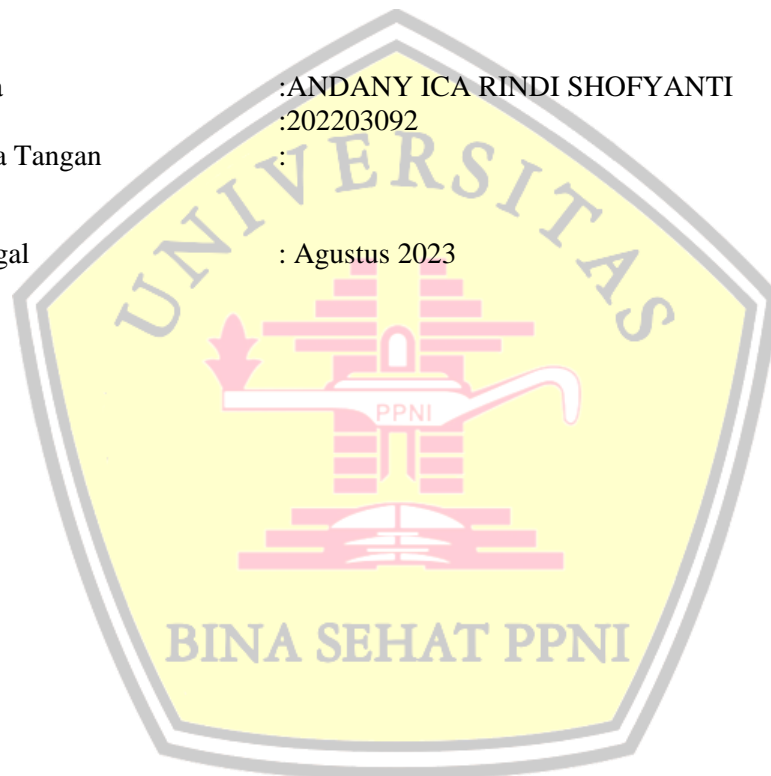 a :ANDANY ICA RINDI SHOFYANTI
:202203092
a Tangan :
gal : Agustus 2023
UNIVERSITAS
PPNI
BINA SEHAT PPNI